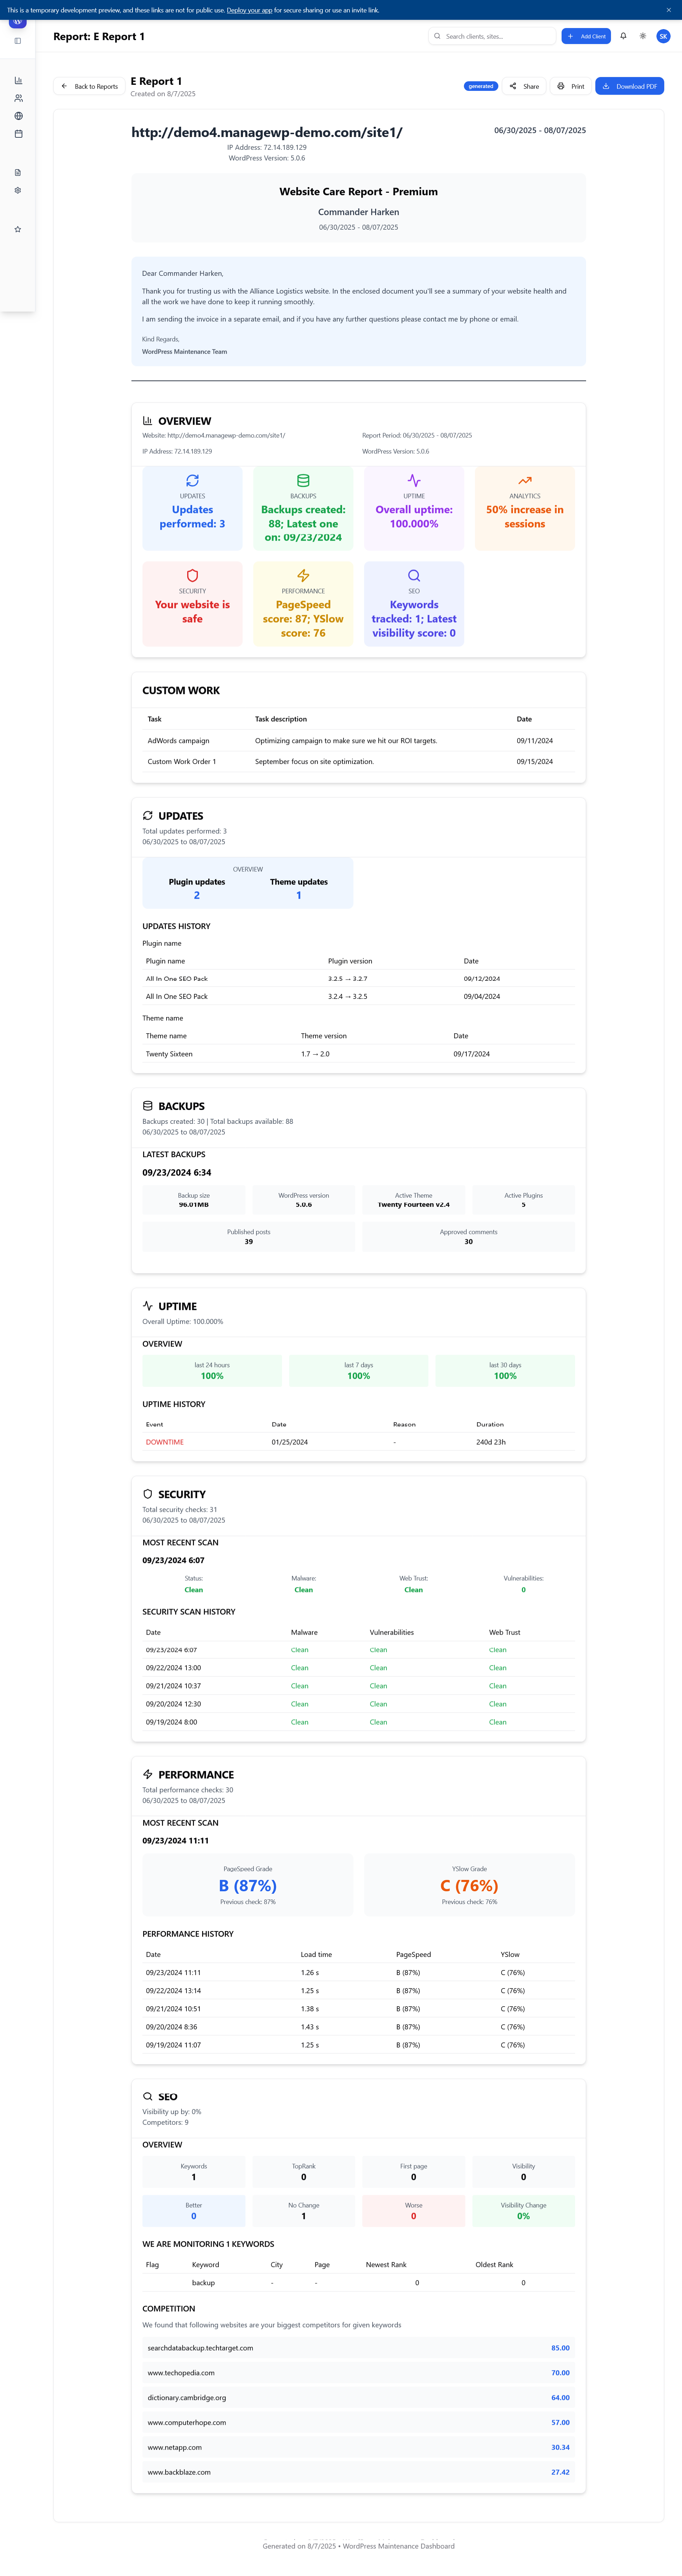 This is a temporary development preview, and these links are not for public use. Deploy your app for secure sharing or use an invite link.
Report: E Report 1
Search clients, sites...
Add Client
SK
Back to Reports
E Report 1
Created on 8/7/2025
generated
Share
Print
Download PDF
http://demo4.managewp-demo.com/site1/
06/30/2025 - 08/07/2025
IP Address: 72.14.189.129
WordPress Version: 5.0.6
Website Care Report - Premium
Commander Harken
06/30/2025 - 08/07/2025
Dear Commander Harken,
Thank you for trusting us with the Alliance Logistics website. In the enclosed document you'll see a summary of your website health and
all the work we have done to keep it running smoothly.
I am sending the invoice in a separate email, and if you have any further questions please contact me by phone or email.
Kind Regards,
WordPress Maintenance Team
OVERVIEW
Website: http://demo4.managewp-demo.com/site1/
Report Period: 06/30/2025 - 08/07/2025
IP Address: 72.14.189.129
WordPress Version: 5.0.6
UPDATES
Updates
performed: 3
BACKUPS
Backups created:
88; Latest one
on: 09/23/2024
UPTIME
Overall uptime:
100.000%
ANALYTICS
50% increase in
sessions
SECURITY
Your website is
safe
PERFORMANCE
PageSpeed
score: 87; YSlow
score: 76
SEO
Keywords
tracked: 1; Latest
visibility score: 0
CUSTOM WORK
Task Task description Date
AdWords campaign Optimizing campaign to make sure we hit our ROI targets. 09/11/2024
Custom Work Order 1 September focus on site optimization. 09/15/2024
UPDATES
Total updates performed: 3
06/30/2025 to 08/07/2025
OVERVIEW
Plugin updates Theme updates
2 1
UPDATES HISTORY
Plugin name
Plugin name Plugin version Date
All In One SEO Pack 3.2.5 → 3.2.7 09/12/2024
All In One SEO Pack 3.2.4 → 3.2.5 09/04/2024
Theme name
Theme name Theme version Date
Twenty Sixteen 1.7 → 2.0 09/17/2024
BACKUPS
Backups created: 30 | Total backups available: 88
06/30/2025 to 08/07/2025
LATEST BACKUPS
09/23/2024 6:34
Backup size WordPress version Active Theme Active Plugins
96.01MB 5.0.6 Twenty Fourteen v2.4 5
Published posts Approved comments
39 30
UPTIME
Overall Uptime: 100.000%
OVERVIEW
last 24 hours last 7 days last 30 days
100% 100% 100%
UPTIME HISTORY
Event Date Reason Duration
DOWNTIME 01/25/2024 - 240d 23h
SECURITY
Total security checks: 31
06/30/2025 to 08/07/2025
MOST RECENT SCAN
09/23/2024 6:07
Status: Malware: Web Trust: Vulnerabilities:
Clean Clean Clean 0
SECURITY SCAN HISTORY
Date Malware Vulnerabilities Web Trust
09/23/2024 6:07 Clean Clean Clean
09/22/2024 13:00 Clean Clean Clean
09/21/2024 10:37 Clean Clean Clean
09/20/2024 12:30 Clean Clean Clean
09/19/2024 8:00 Clean Clean Clean
PERFORMANCE
Total performance checks: 30
06/30/2025 to 08/07/2025
MOST RECENT SCAN
09/23/2024 11:11
PageSpeed Grade YSlow Grade
B (87%) C (76%)
Previous check: 87% Previous check: 76%
PERFORMANCE HISTORY
Date Load time PageSpeed YSlow
09/23/2024 11:11 1.26 s B (87%) C (76%)
09/22/2024 13:14 1.25 s B (87%) C (76%)
09/21/2024 10:51 1.38 s B (87%) C (76%)
09/20/2024 8:36 1.43 s B (87%) C (76%)
09/19/2024 11:07 1.25 s B (87%) C (76%)
SEO
Visibility up by: 0%
Competitors: 9
OVERVIEW
Keywords TopRank First page Visibility
1 0 0 0
Better No Change Worse Visibility Change
0 1 0 0%
WE ARE MONITORING 1 KEYWORDS
Flag Keyword City Page Newest Rank Oldest Rank
backup - - 0 0
COMPETITION
We found that following websites are your biggest competitors for given keywords
searchdatabackup.techtarget.com 85.00
www.techopedia.com 70.00
dictionary.cambridge.org 64.00
www.computerhope.com 57.00
www.netapp.com 30.34
www.backblaze.com 27.42
Generated on 8/7/2025 • WordPress Maintenance Dashboard